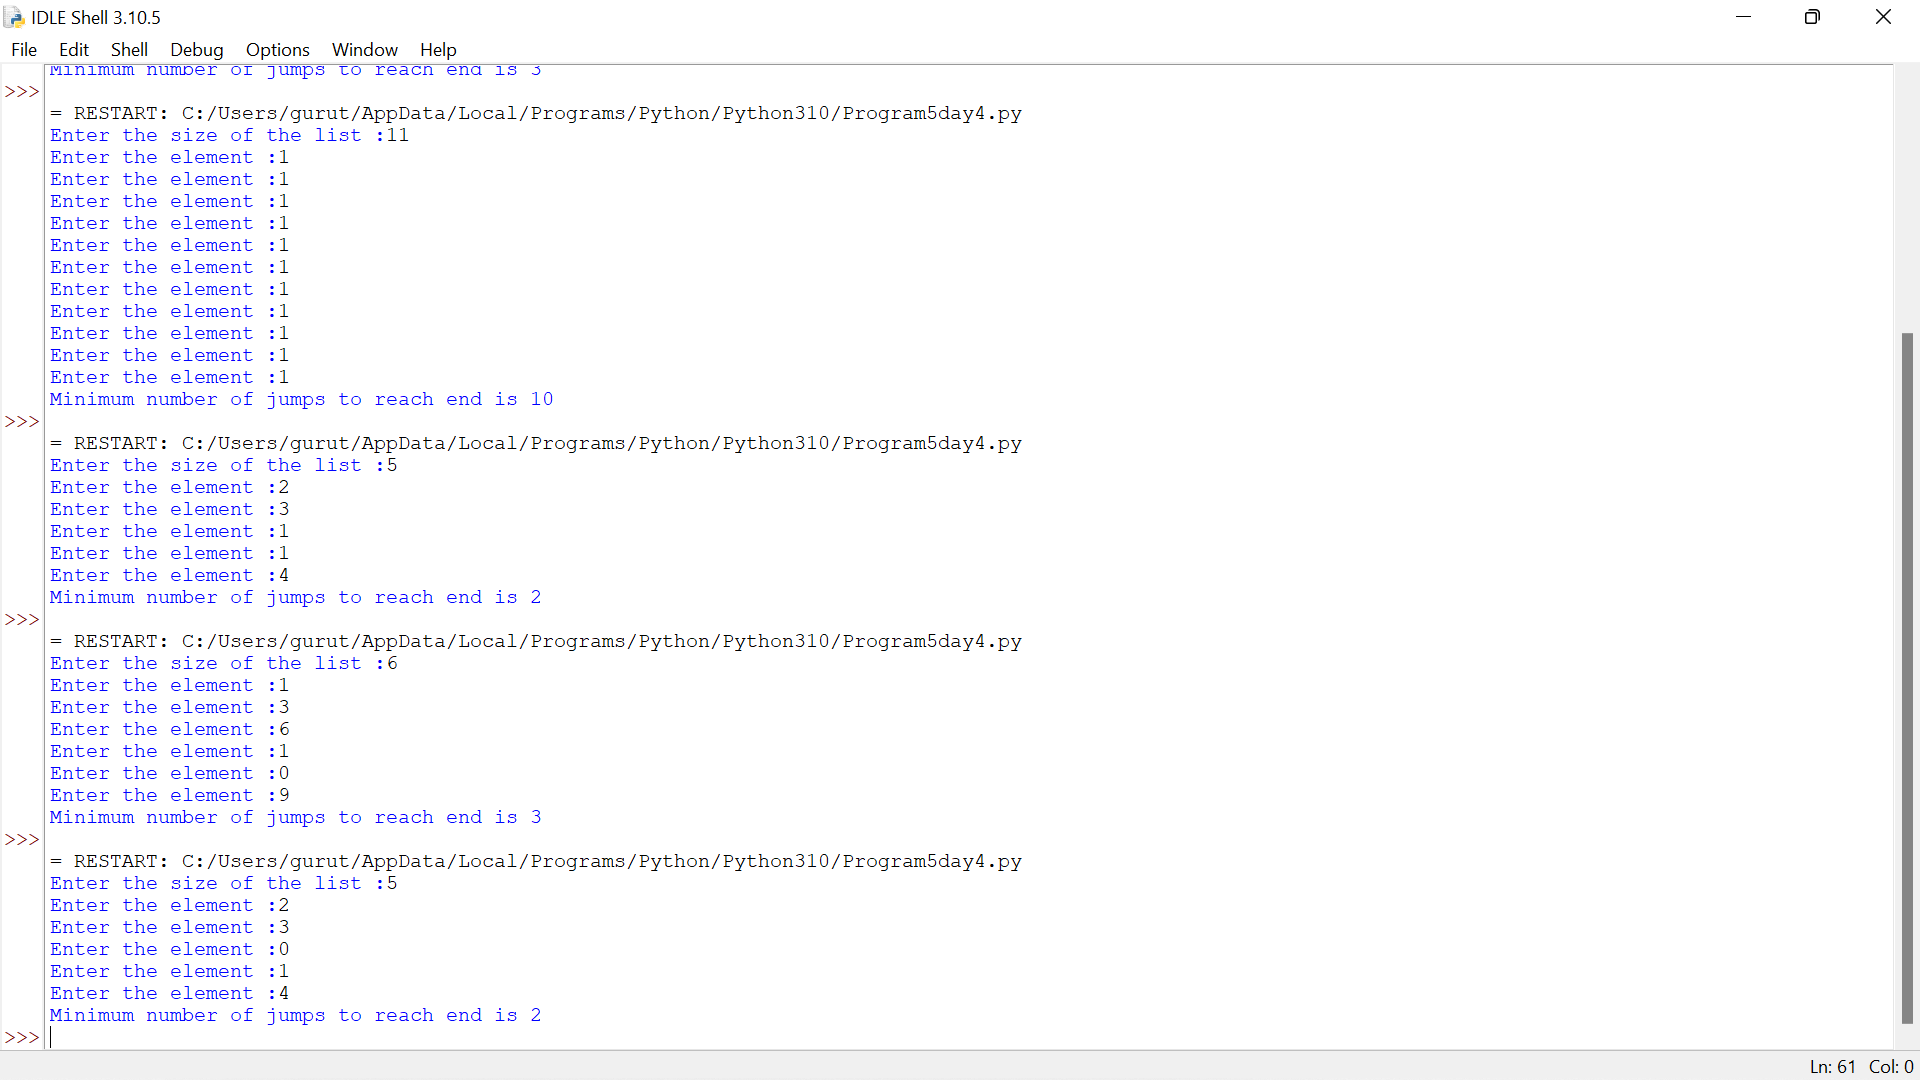 IDLE Shell 3.10.5
File Edit Shell Debug Options Window Help
Minimum number of jumps to reach end is 3
>>>
= RESTART: C:/Users/gurut/AppData/Local/Programs/Python/Python310/Program5day4.py
Enter the size of the list :11
Enter the element :1
Enter the element :1
Enter the element :1
Enter the element :1
Enter the element :1
Enter the element :1
Enter the element :1
Enter the element :1
Enter the element :1
Enter the element :1
Enter the element :1
Minimum number of jumps to reach end is 10
>>>
= RESTART: C:/Users/gurut/AppData/Local/Programs/Python/Python310/Program5day4.py
Enter the size of the list :5
Enter the element :2
Enter the element :3
Enter the element :1
Enter the element :1
Enter the element :4
Minimum number of jumps to reach end is 2
>>>
= RESTART: C:/Users/gurut/AppData/Local/Programs/Python/Python310/Program5day4.py
Enter the size of the list :6
Enter the element :1
Enter the element :3
Enter the element :6
Enter the element :1
Enter the element :0
Enter the element :9
Minimum number of jumps to reach end is 3
>>>
= RESTART: C:/Users/gurut/AppData/Local/Programs/Python/Python310/Program5day4.py
Enter the size of the list :5
Enter the element :2
Enter the element :3
Enter the element :0
Enter the element :1
Enter the element :4
Minimum number of jumps to reach end is 2
>>>
Ln: 61 Col: 0